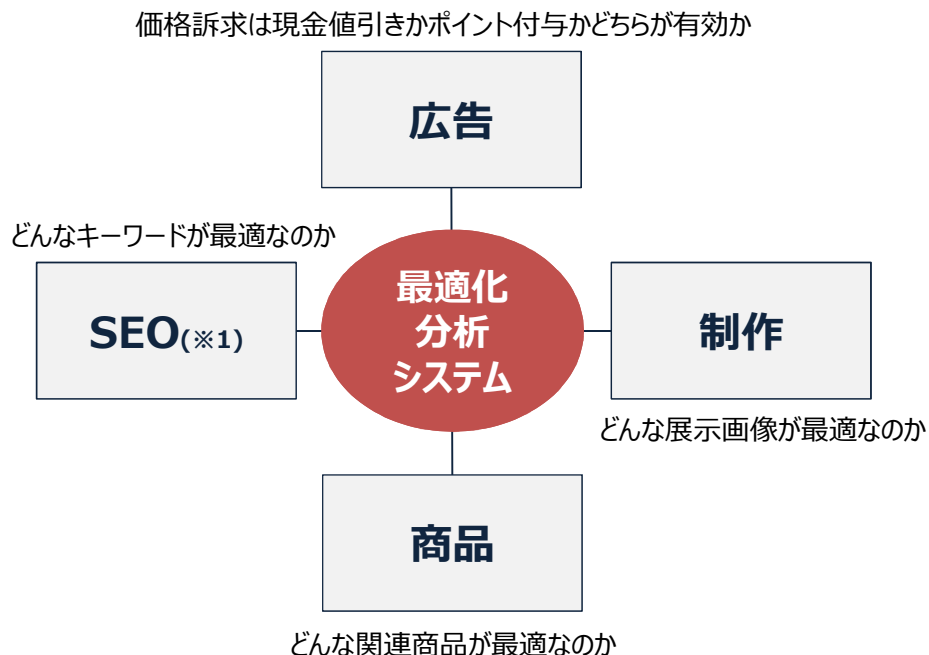 価格訴求は現金値引きかポイント付与かどちらが有効か
広告
どんなキーワードが最適なのか
SEO(※1)
最適化
分析
システム
制作
どんな展示画像が最適なのか
商品
どんな関連商品が最適なのか